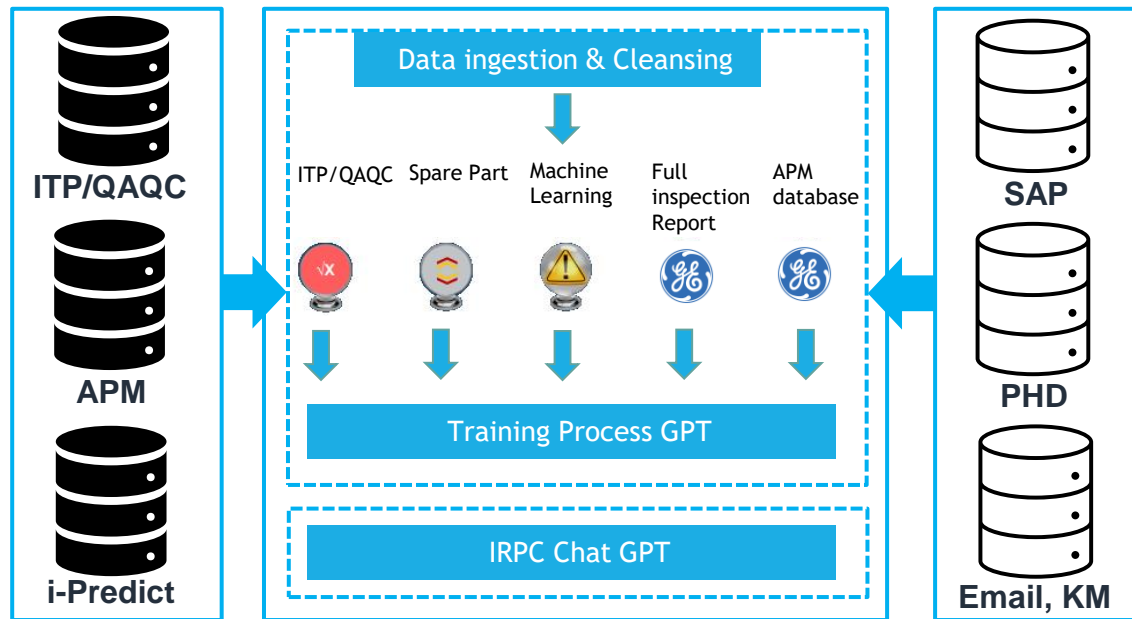 ITP/QAQC
APM
i-Predict
Data ingestion & Cleansing
ITP/QAQC
Spare Part
Machine
Learning
Full
inspection
Report
APM
database
√X
Training Process GPT
IRPC Chat GPT
SAP
PHD
Email, KM